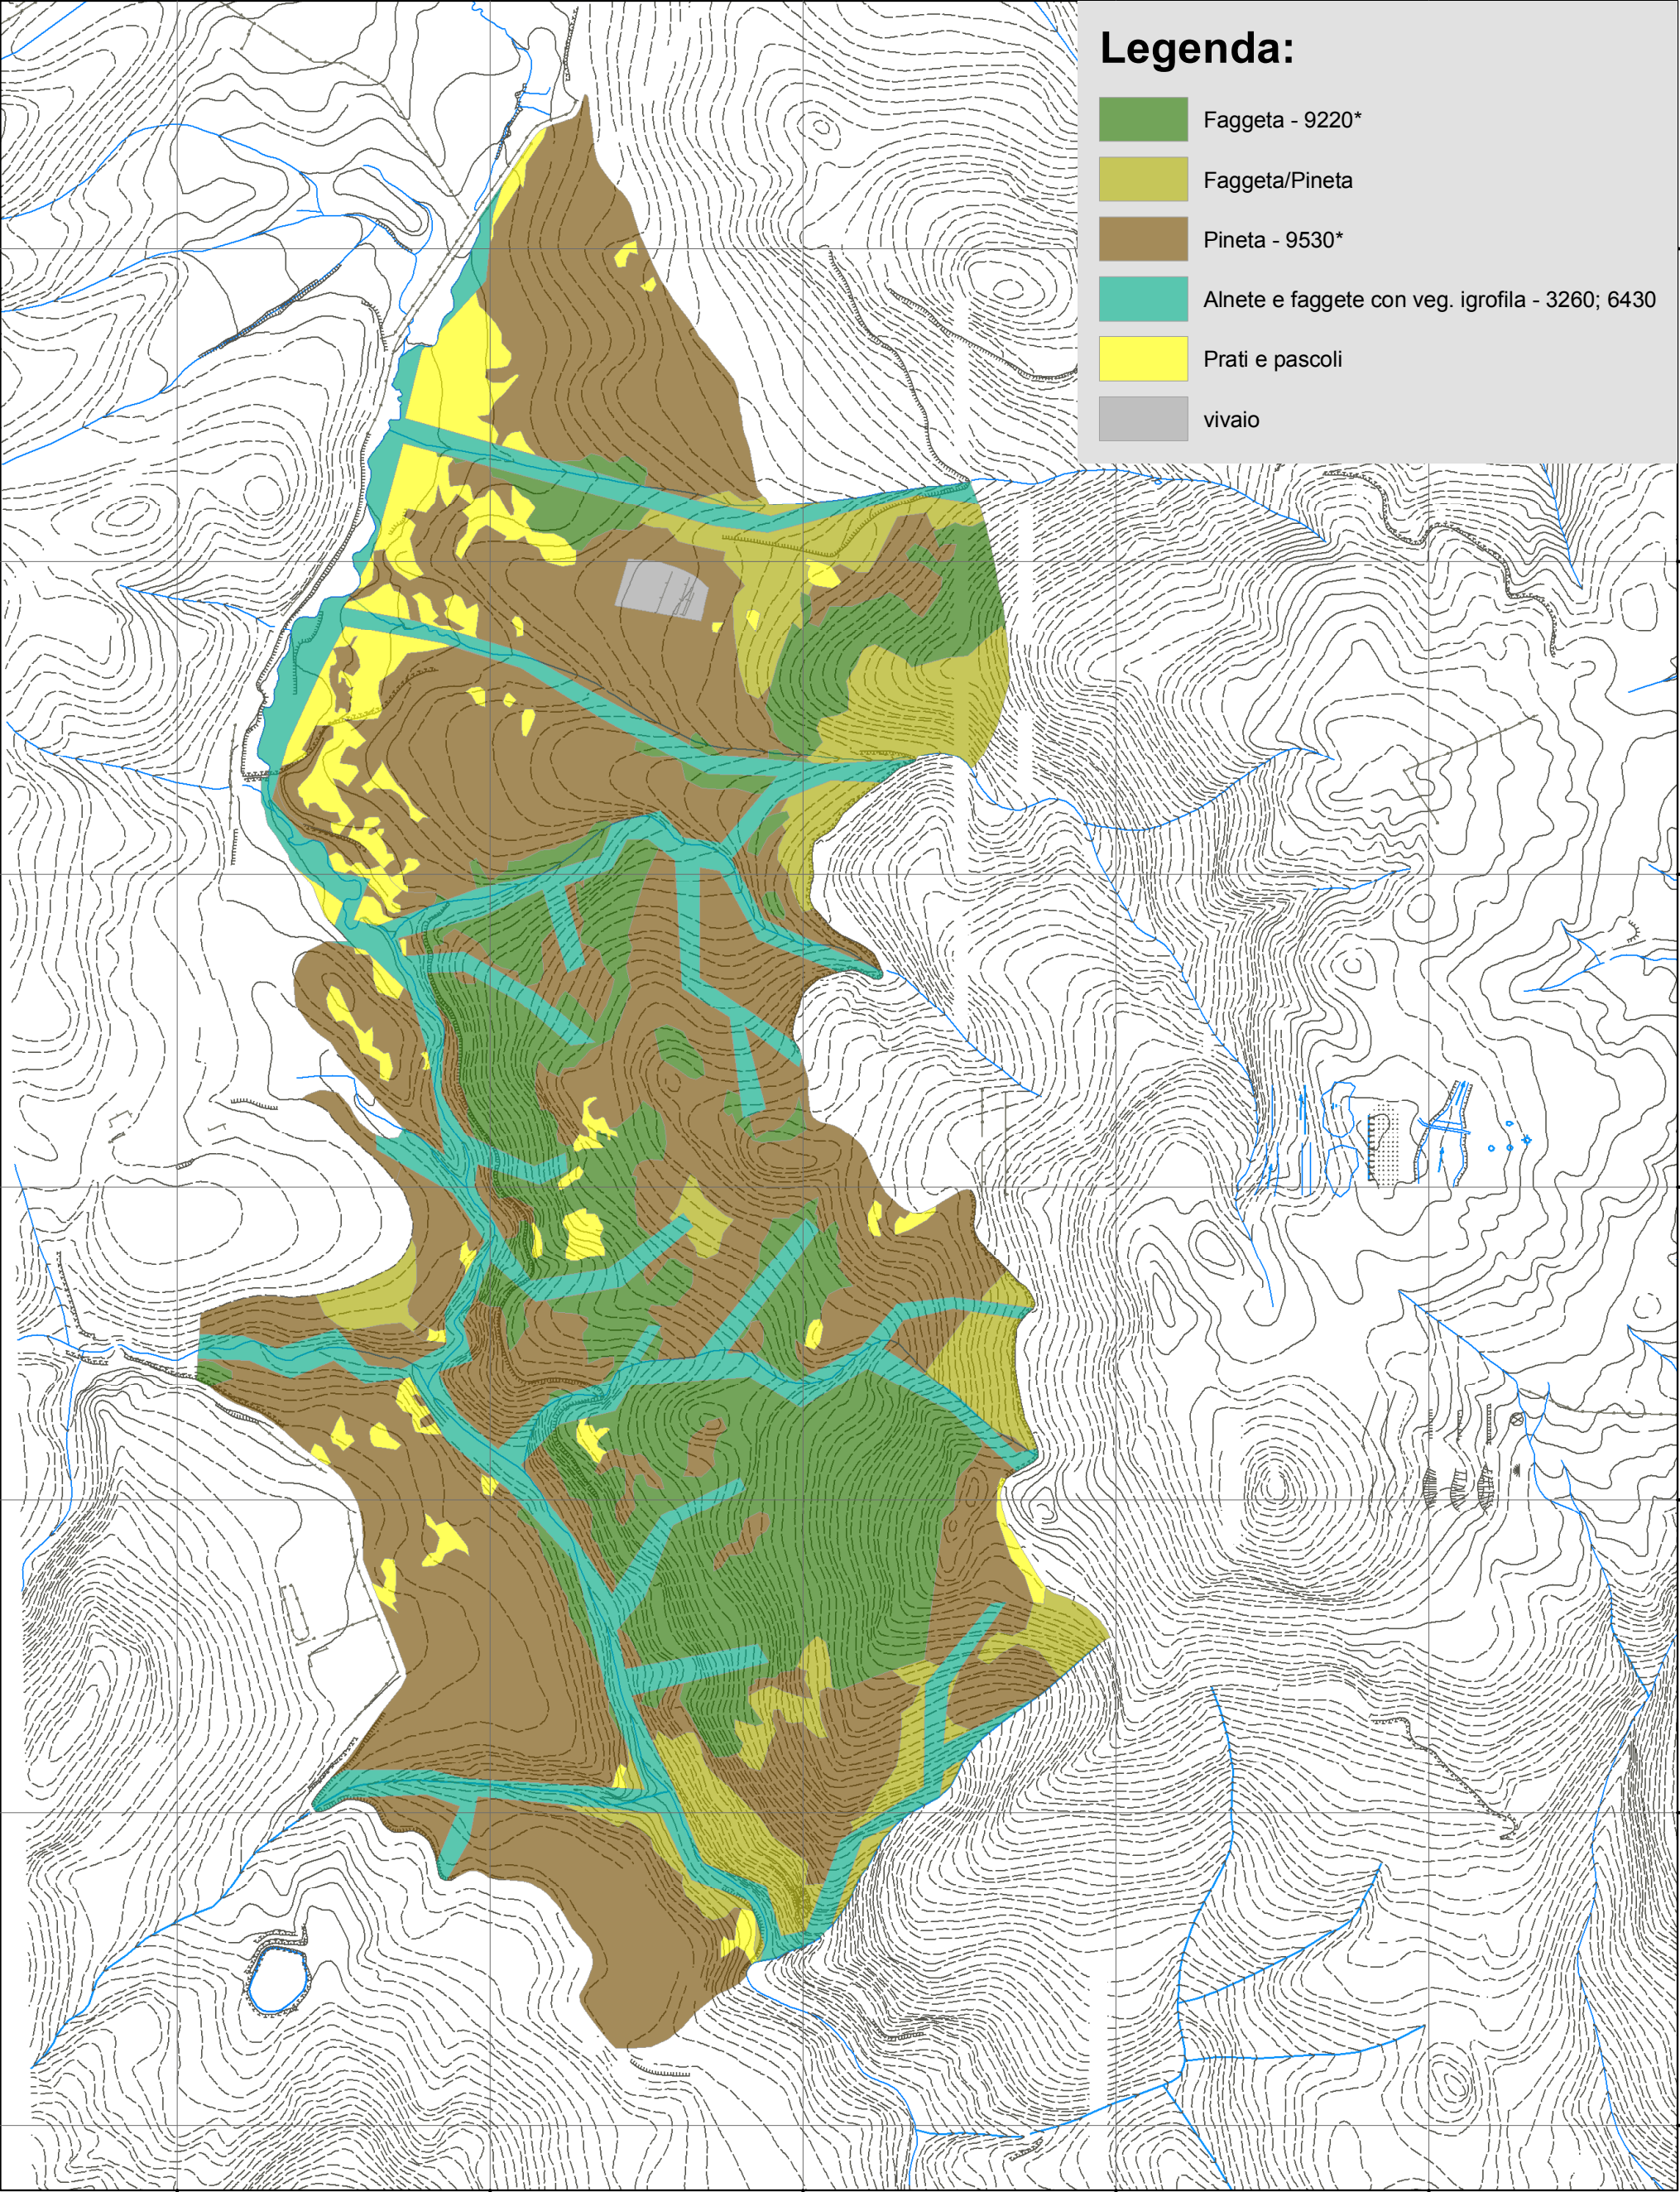 Legenda:
Faggeta - 9220*
Faggeta/Pineta
Pineta - 9530*
Alnete e faggete con veg. igrofila - 3260; 6430
Prati e pascoli
vivaio